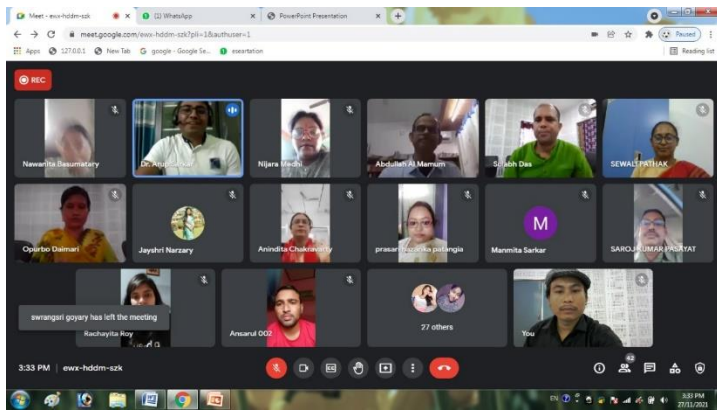 Meet - ewx-hddm-szk
(1) WhatsApp
PowerPoint Presentation
meet.google.com/ewx-hddm-szk?pli=1&authuser=1
Paused
Apps 127.0.0.1 New Tab google - Google Se... Reading list
REC
Nawanita Basumatary
Nijara Medhi
Abdullah Al Mamum
Das
SEWALI PATHAK
Opurbo Daimari
Jayshri Narzary
Anindita Chakravarty
M
Manmita Sarkar
SAROJ KUMAR PASAYAT
swrangsri goyary has left the meeting
Rachayita Roy
Ansarul 002
27 others
You
3:33 PM | ewx-hddm-szk
42
EN
3:33 PM
27/11/2021